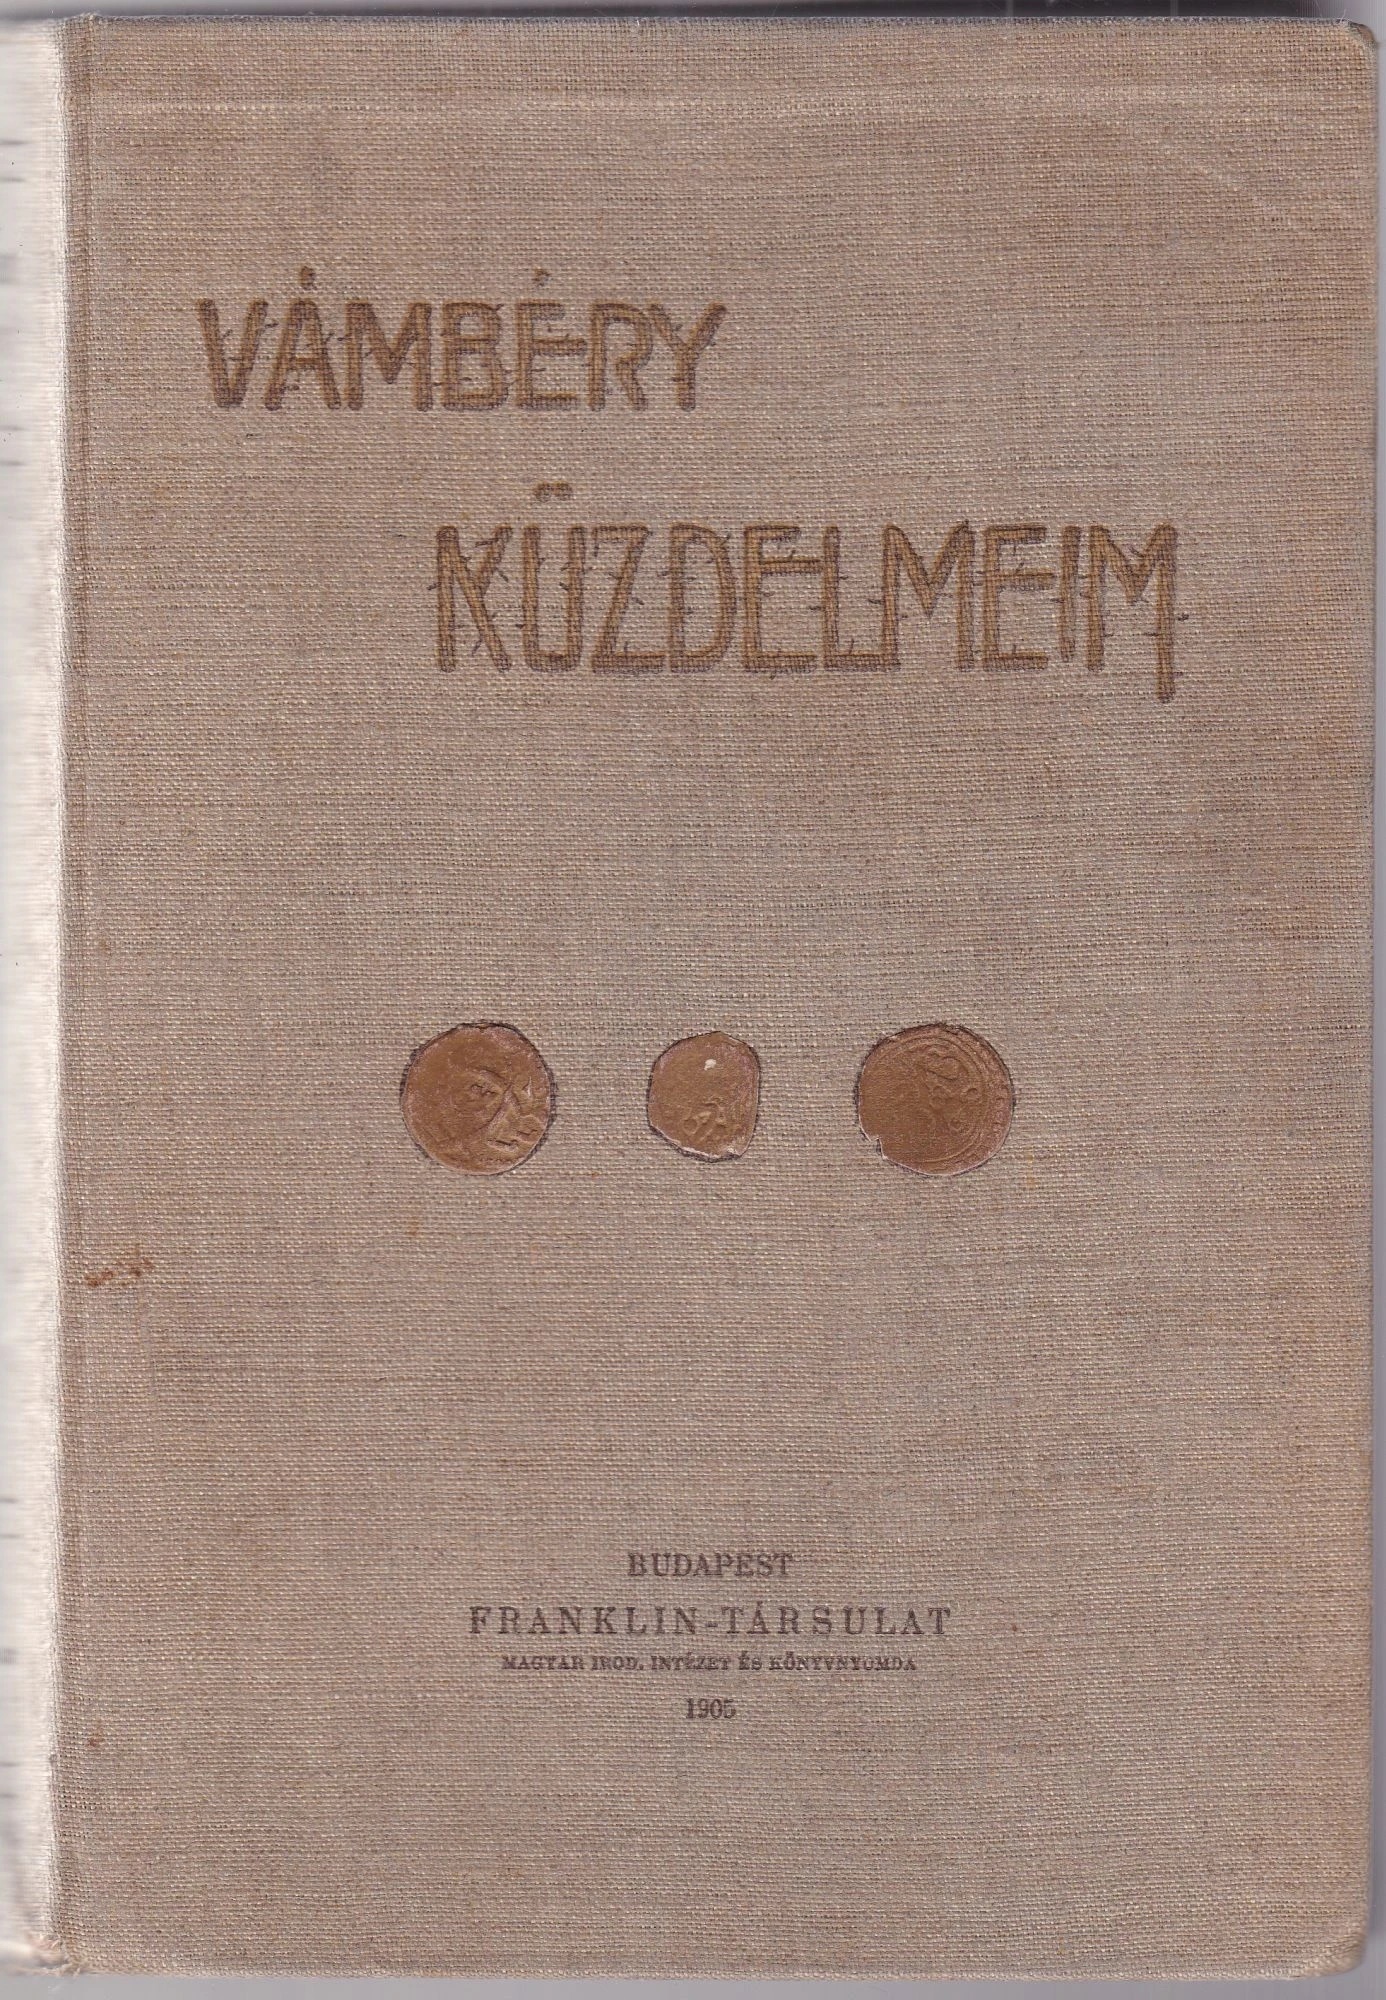 VÁMBÉRY
KÜZDELMEIM
BUDAPEST
FRANKLIN-TÁRSULAT
MAGYAR IROD. INTÉZET ÉS KÖNYVNYOMDA
1905